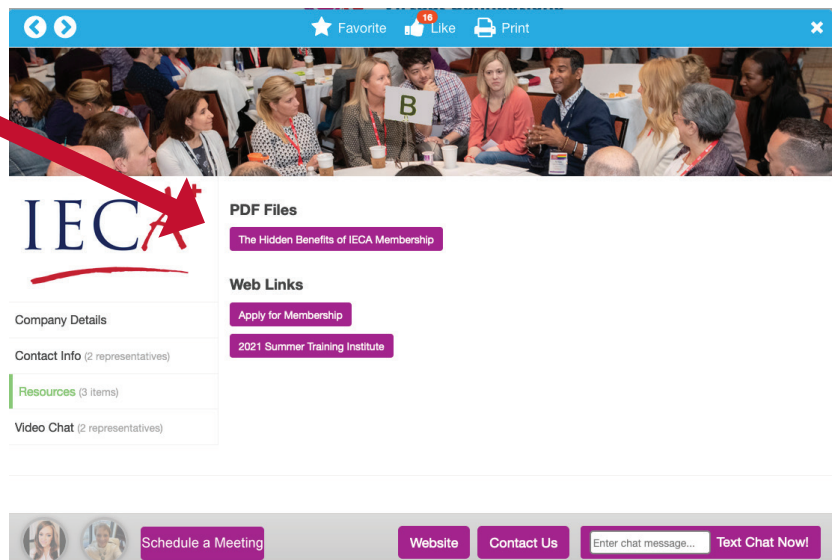 Favorite
16
Like
Print
B
IECA+
PDF Files
The Hidden Benefits of IECA Membership
Web Links
Apply for Membership
2021 Summer Training Institute
Company Details
Contact Info (2 representatives)
Resources (3 items)
Video Chat (2 representatives)
Schedule a Meeting
Website
Contact Us
Enter chat message...
Text Chat Now!